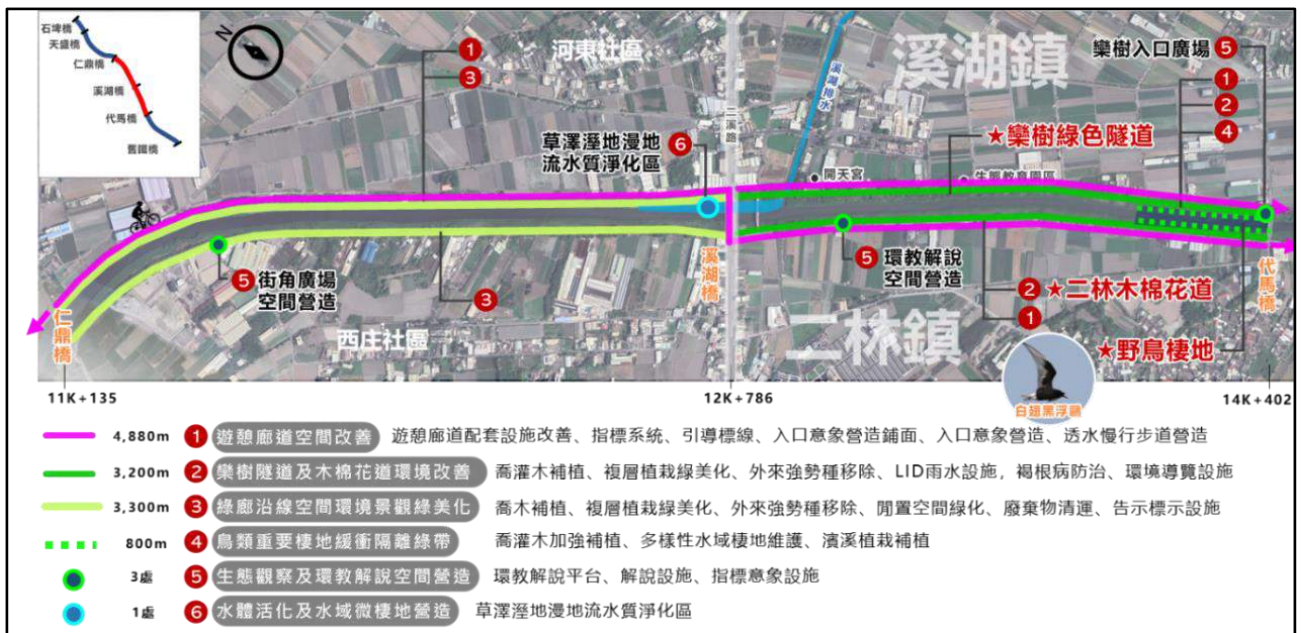 石埤橋
天盛橋
仁鼎橋
溪湖橋
代馬橋
舊鐵橋
N
1
3
河東社區
溪湖鎮
溪湖排水
二溪路
欒樹入口廣場 5
1
2
4
草澤溼地漫地
流水質淨化區
6
★欒樹綠色隧道
開天宮
生態教育園區
5 街角廣場
空間營造
3
西庄社區
仁鼎橋
溪湖橋
5 環教解說
空間營造
二林鎮
2 ★二林木棉花道
1
★野鳥棲地
代馬橋
白翅黑浮鷗
11K+135
12K+786
14K+402
4,880m 1 遊憩廊道空間改善 遊憩廊道配套設施改善、指標系統、引導標線、入口意象營造鋪面、入口意象營造、透水慢行步道營造
3,200m 2 欒樹隧道及木棉花道環境改善 喬灌木補植、複層植栽綠美化、外來強勢種移除、LID雨水設施，褐根病防治、環境導覽設施
3,300m 3 綠廊沿線空間環境景觀綠美化 喬木補植、複層植栽綠美化、外來強勢種移除、閒置空間綠化、廢棄物清運、告示標示設施
800m 4 鳥類重要棲地緩衝隔離綠帶 喬灌木加強補植、多樣性水域棲地維護、濱溪植栽補植
3處 5 生態觀察及環教解說空間營造 環教解說平台、解說設施、指標意象設施
1處 6 水體活化及水域微棲地營造 草澤溼地漫地流水質淨化區